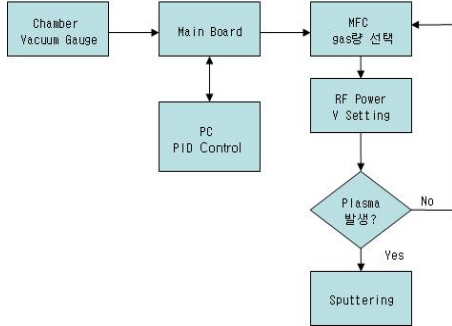 Chamber
Vacuum Gauge
Main Board
MFC
gas량 선택
PC
PID Control
RF Power
V Setting
Plasma
발생?
No
Yes
Sputtering